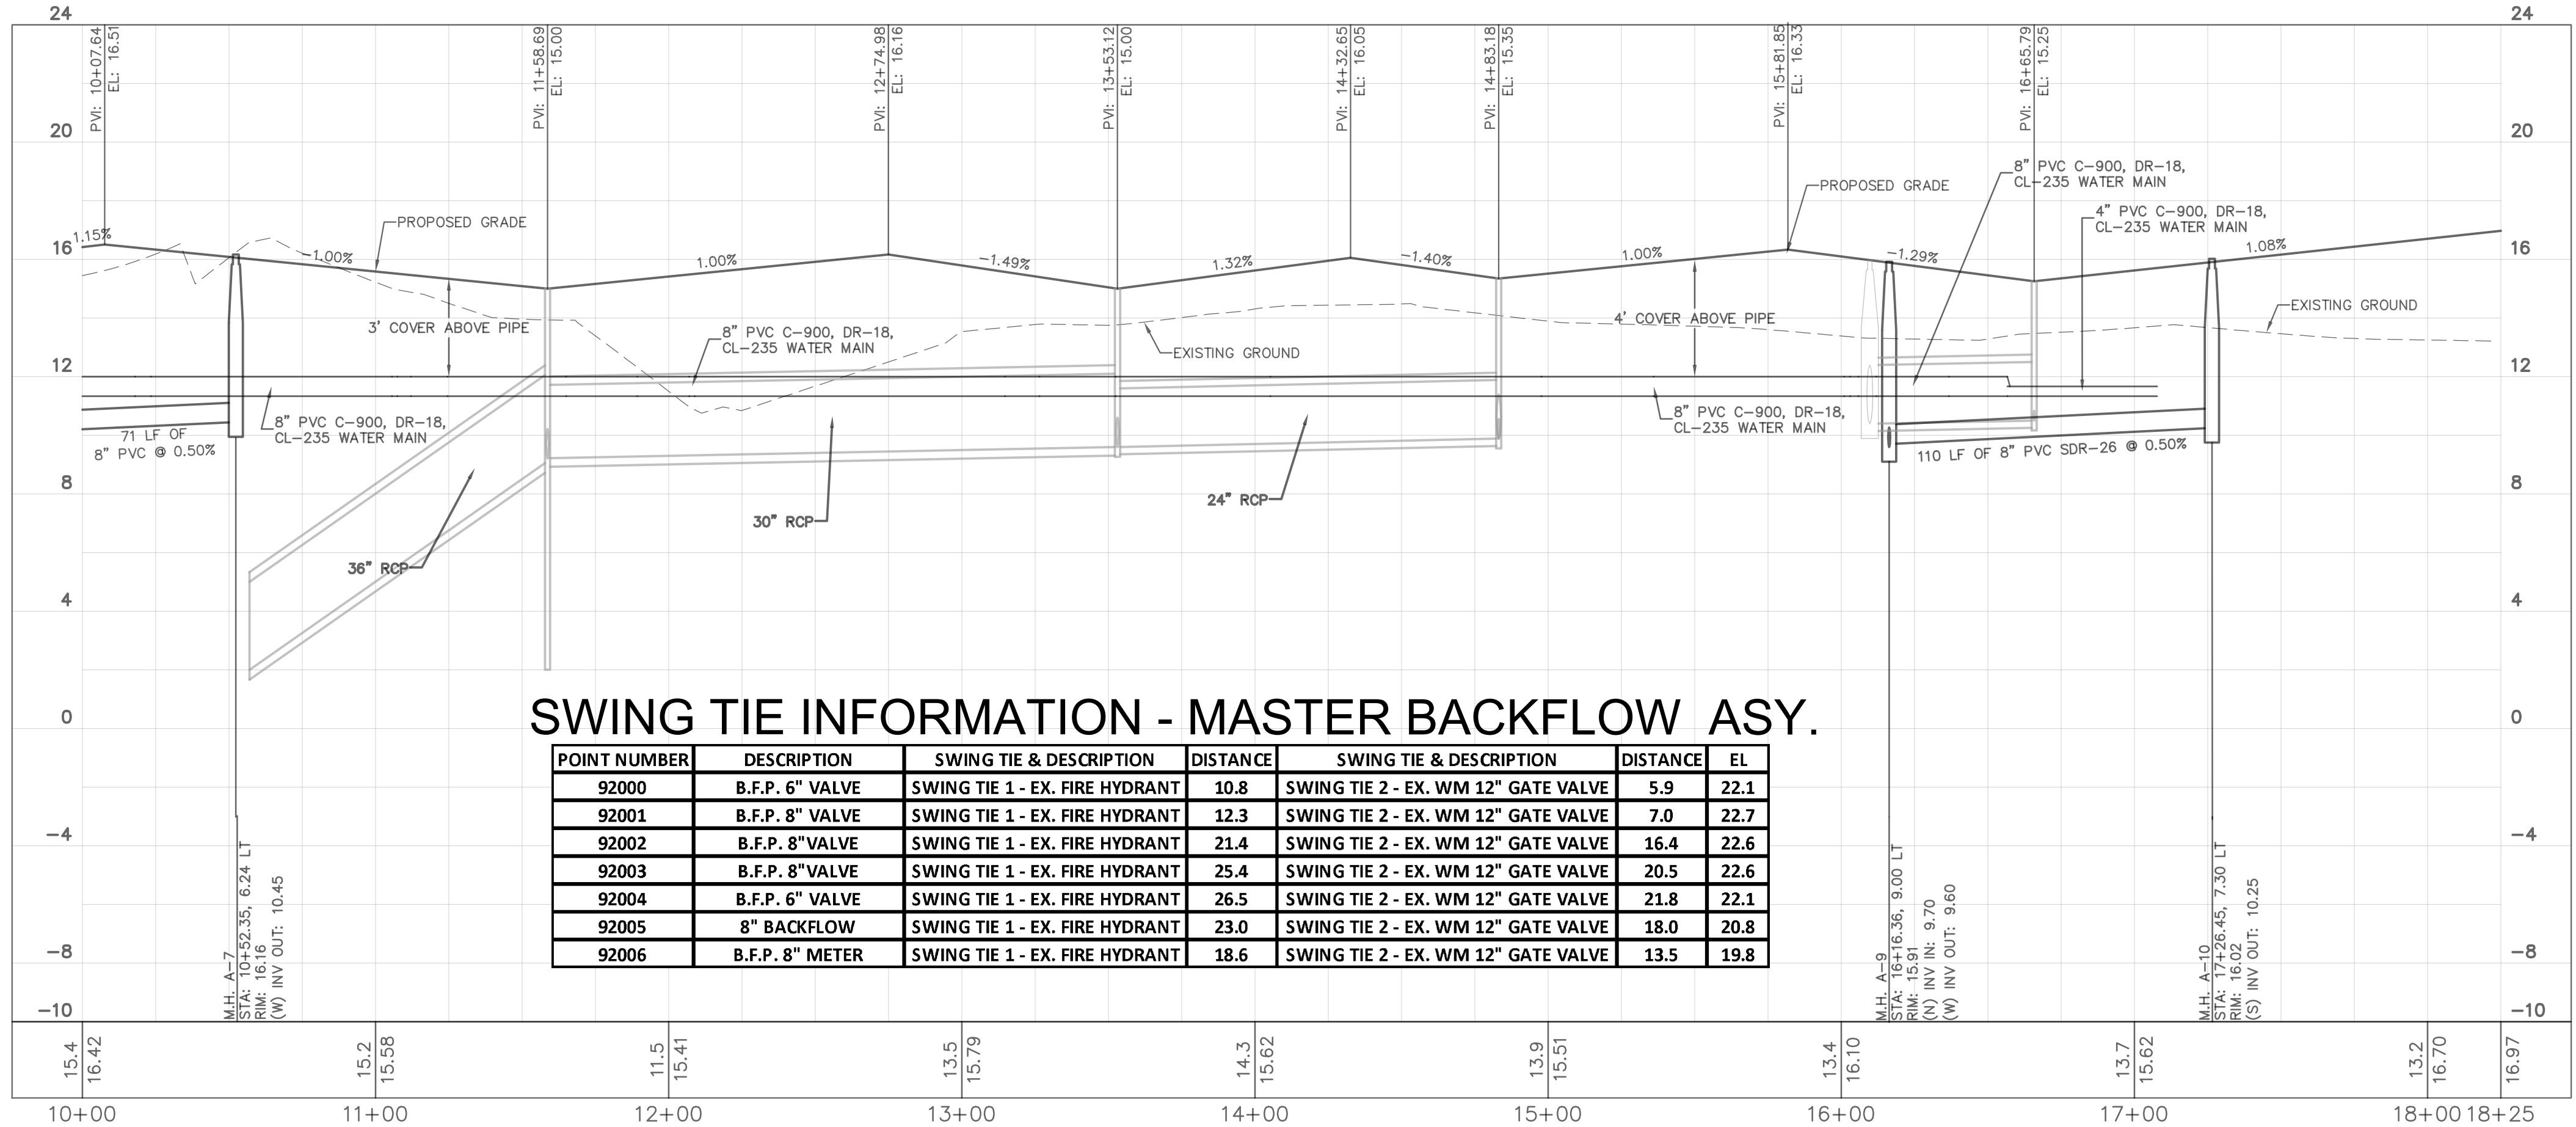 24
24
PVI: 10+07.64
EL: 16.51
PVI: 11+58.69
EL: 15.00
PVI: 12+74.98
EL: 16.16
PVI: 13+53.12
EL: 15.00
PVI: 14+32.65
EL: 16.05
PVI: 14+83.18
EL: 15.35
PVI: 15+81.85
EL: 16.33
PVI: 16+65.79
EL: 15.25
20
20
8" PVC C-900, DR-18,
CL-235 WATER MAIN
PROPOSED GRADE
4" PVC C-900, DR-18,
CL-235 WATER MAIN
PROPOSED GRADE
16
1.15%
-1.00%
1.00%
-1.49%
1.32%
-1.40%
1.00%
-1.29%
1.08%
16
EXISTING GROUND
3' COVER ABOVE PIPE
4' COVER ABOVE PIPE
8" PVC C-900, DR-18,
CL-235 WATER MAIN
EXISTING GROUND
12
12
8" PVC C-900, DR-18,
CL-235 WATER MAIN
8" PVC C-900, DR-18,
CL-235 WATER MAIN
71 LF OF
8" PVC @ 0.50%
110 LF OF 8" PVC SDR-26 @ 0.50%
8
8
24" RCP
30" RCP
36" RCP
4
4
0
0
SWING TIE INFORMATION - MASTER BACKFLOW ASY.
POINT NUMBER DESCRIPTION SWING TIE & DESCRIPTION DISTANCE SWING TIE & DESCRIPTION DISTANCE EL
92000 B.F.P. 6" VALVE SWING TIE 1 - EX. FIRE HYDRANT 10.8 SWING TIE 2 - EX. WM 12" GATE VALVE 5.9 22.1
92001 B.F.P. 8" VALVE SWING TIE 1 - EX. FIRE HYDRANT 12.3 SWING TIE 2 - EX. WM 12" GATE VALVE 7.0 22.7
92002 B.F.P. 8"VALVE SWING TIE 1 - EX. FIRE HYDRANT 21.4 SWING TIE 2 - EX. WM 12" GATE VALVE 16.4 22.6
92003 B.F.P. 8"VALVE SWING TIE 1 - EX. FIRE HYDRANT 25.4 SWING TIE 2 - EX. WM 12" GATE VALVE 20.5 22.6
92004 B.F.P. 6" VALVE SWING TIE 1 - EX. FIRE HYDRANT 26.5 SWING TIE 2 - EX. WM 12" GATE VALVE 21.8 22.1
92005 8" BACKFLOW SWING TIE 1 - EX. FIRE HYDRANT 23.0 SWING TIE 2 - EX. WM 12" GATE VALVE 18.0 20.8
92006 B.F.P. 8" METER SWING TIE 1 - EX. FIRE HYDRANT 18.6 SWING TIE 2 - EX. WM 12" GATE VALVE 13.5 19.8
-4
-4
-8
-8
-10
-10
M.H. A-7
STA: 10+52.35, 6.24 LT
RIM: 16.16
(W) INV OUT: 10.45
M.H. A-9
STA: 16+16.36, 9.00 LT
RIM: 15.91
(N) INV IN: 9.70
(W) INV OUT: 9.60
M.H. A-10
STA: 17+26.45, 7.30 LT
RIM: 16.02
(S) INV OUT: 10.25
15.4
16.42
15.2
15.58
11.5
15.41
13.5
15.79
14.3
15.62
13.9
15.51
13.4
16.10
13.7
15.62
13.2
16.70
16.97
10+00 11+00 12+00 13+00 14+00 15+00 16+00 17+00 18+00 18+25